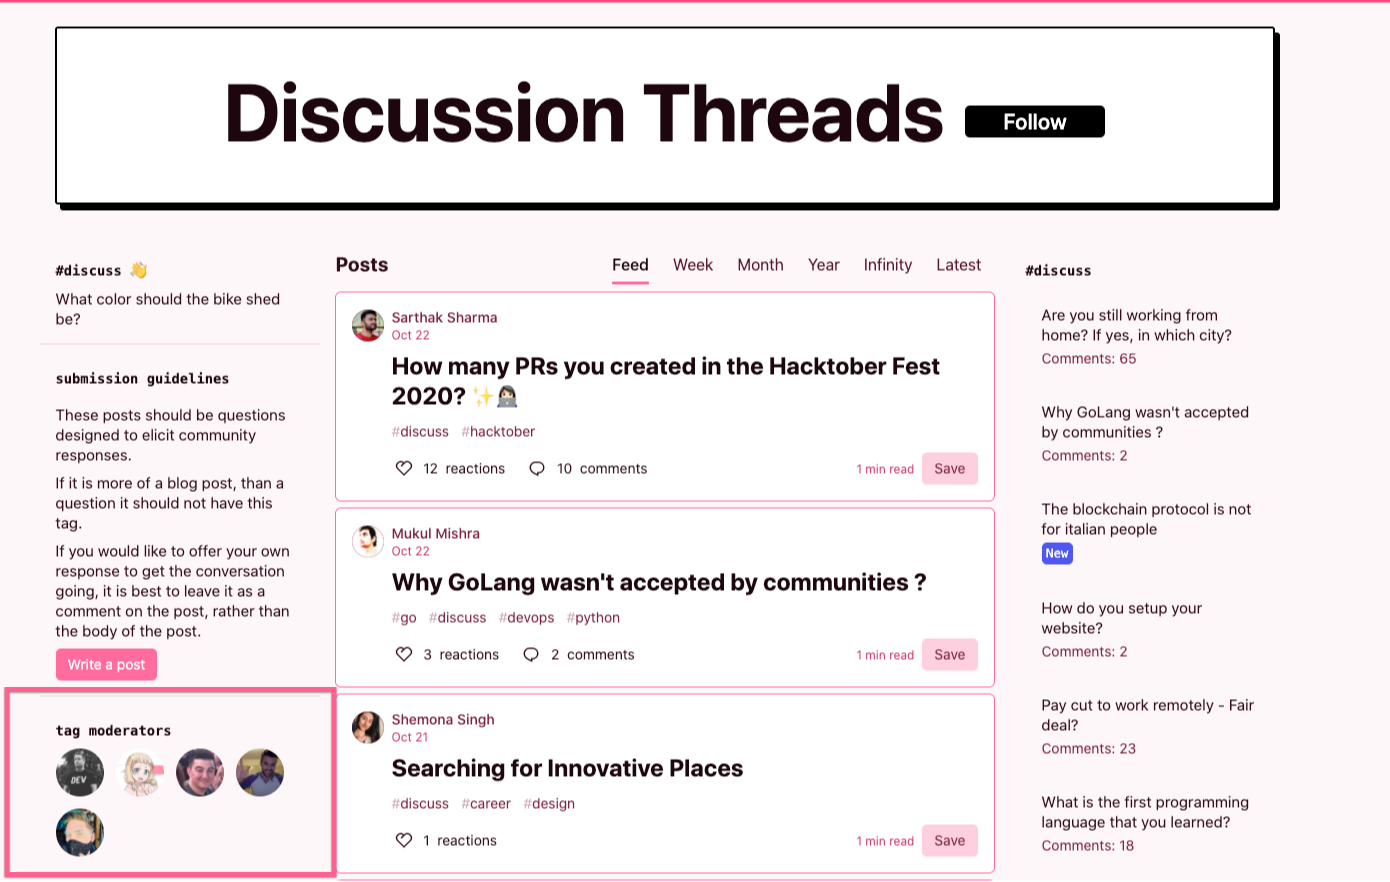 Discussion Threads
Follow
#discuss 👋
What color should the bike shed
be?
submission guidelines
These posts should be questions
designed to elicit community
responses.
If it is more of a blog post, than a
question it should not have this
tag.
If you would like to offer your own
response to get the conversation
going, it is best to leave it as a
comment on the post, rather than
the body of the post.
Write a post
tag moderators
DEV
Posts
Feed Week Month Year Infinity Latest
Sarthak Sharma
Oct 22
How many PRs you created in the Hacktober Fest
2020? ✨👩🏻‍💻
#discuss #hacktober
12 reactions 10 comments 1 min read Save
Mukul Mishra
Oct 22
Why GoLang wasn't accepted by communities ?
#go #discuss #devops #python
3 reactions 2 comments 1 min read Save
Shemona Singh
Oct 21
Searching for Innovative Places
#discuss #career #design
1 reactions 1 min read Save
#discuss
Are you still working from
home? If yes, in which city?
Comments: 65
Why GoLang wasn't accepted
by communities ?
Comments: 2
The blockchain protocol is not
for italian people
New
How do you setup your
website?
Comments: 2
Pay cut to work remotely - Fair
deal?
Comments: 23
What is the first programming
language that you learned?
Comments: 18